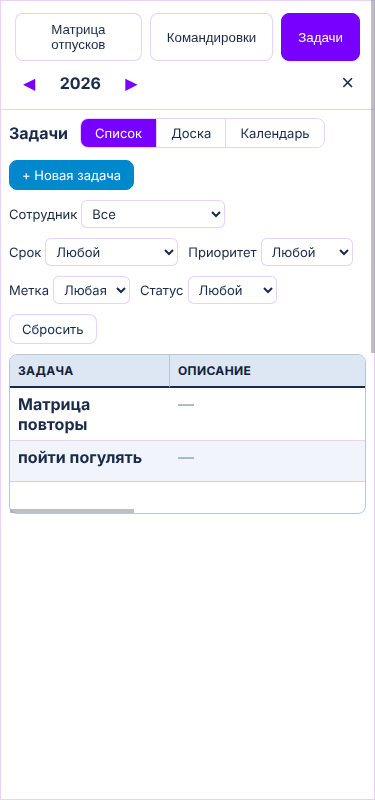 Матрица
отпусков
Командировки
Задачи
◀ 2026 ▶ ×
Задачи Список Доска Календарь
+ Новая задача
Сотрудник Все
Срок Любой Приоритет Любой
Метка Любая Статус Любой
Сбросить
ЗАДАЧА ОПИСАНИЕ
Матрица —
повторы
пойти погулять —